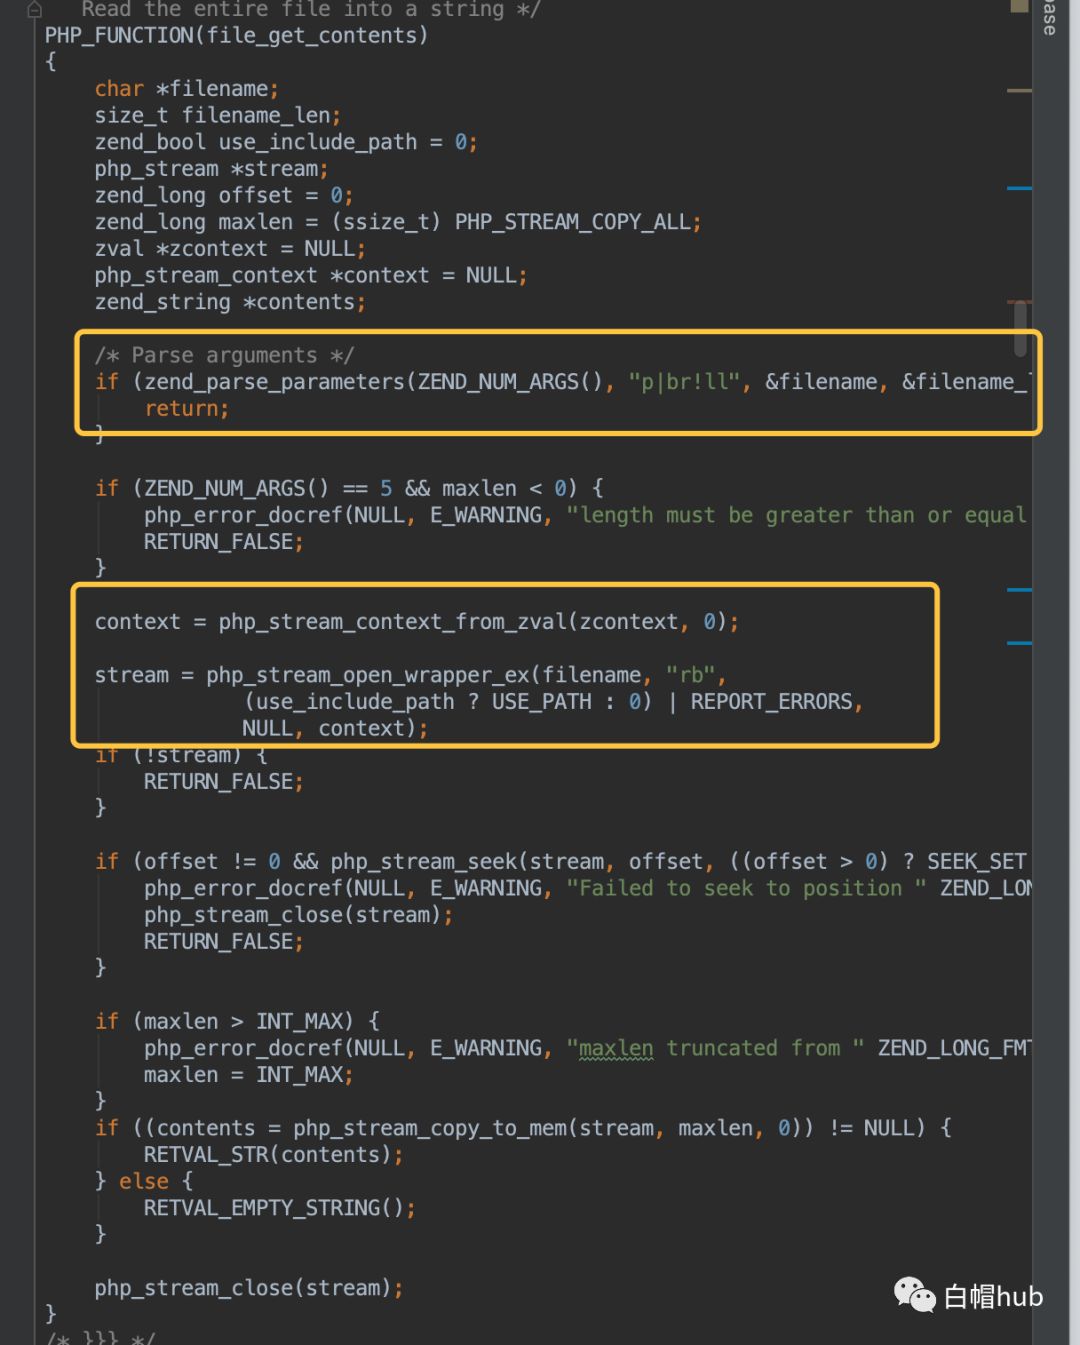 Read the entire file into a string */
PHP_FUNCTION(file_get_contents)
{
char *filename;
size_t filename_len;
zend_bool use_include_path = 0;
php_stream *stream;
zend_long offset = 0;
zend_long maxlen = (ssize_t) PHP_STREAM_COPY_ALL;
zval *zcontext = NULL;
php_stream_context *context = NULL;
zend_string *contents;
/* Parse arguments */
if (zend_parse_parameters(ZEND_NUM_ARGS(), "p|br!ll", &filename, &filename_
return;
}
if (ZEND_NUM_ARGS() == 5 && maxlen < 0) {
php_error_docref(NULL, E_WARNING, "length must be greater than or equal
RETURN_FALSE;
}
context = php_stream_context_from_zval(zcontext, 0);
stream = php_stream_open_wrapper_ex(filename, "rb",
(use_include_path ? USE_PATH : 0) | REPORT_ERRORS,
NULL, context);
if (!stream) {
RETURN_FALSE;
}
if (offset != 0 && php_stream_seek(stream, offset, ((offset > 0) ? SEEK_SET
php_error_docref(NULL, E_WARNING, "Failed to seek to position " ZEND_LON
php_stream_close(stream);
RETURN_FALSE;
}
if (maxlen > INT_MAX) {
php_error_docref(NULL, E_WARNING, "maxlen truncated from " ZEND_LONG_FMT
maxlen = INT_MAX;
}
if ((contents = php_stream_copy_to_mem(stream, maxlen, 0)) != NULL) {
RETVAL_STR(contents);
} else {
RETVAL_EMPTY_STRING();
}
php_stream_close(stream);
}
/* }}} */
白帽hub